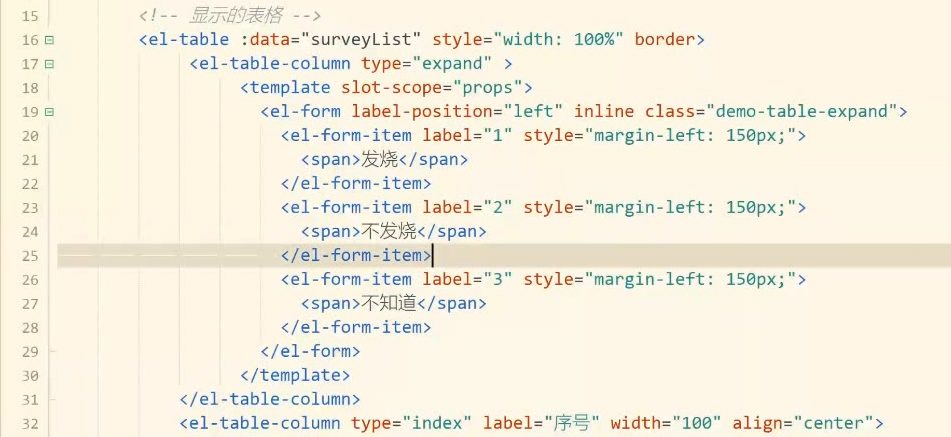 15 <!-- 显示的表格 -->
16 <el-table :data="surveyList" style="width: 100%" border>
17 <el-table-column type="expand" >
18 <template slot-scope="props">
19 <el-form label-position="left" inline class="demo-table-expand">
20 <el-form-item label="1" style="margin-left: 150px;">
21 <span>发烧</span>
22 </el-form-item>
23 <el-form-item label="2" style="margin-left: 150px;">
24 <span>不发烧</span>
25 </el-form-item>
26 <el-form-item label="3" style="margin-left: 150px;">
27 <span>不知道</span>
28 </el-form-item>
29 </el-form>
30 </template>
31 </el-table-column>
32 <el-table-column type="index" label="序号" width="100" align="center">